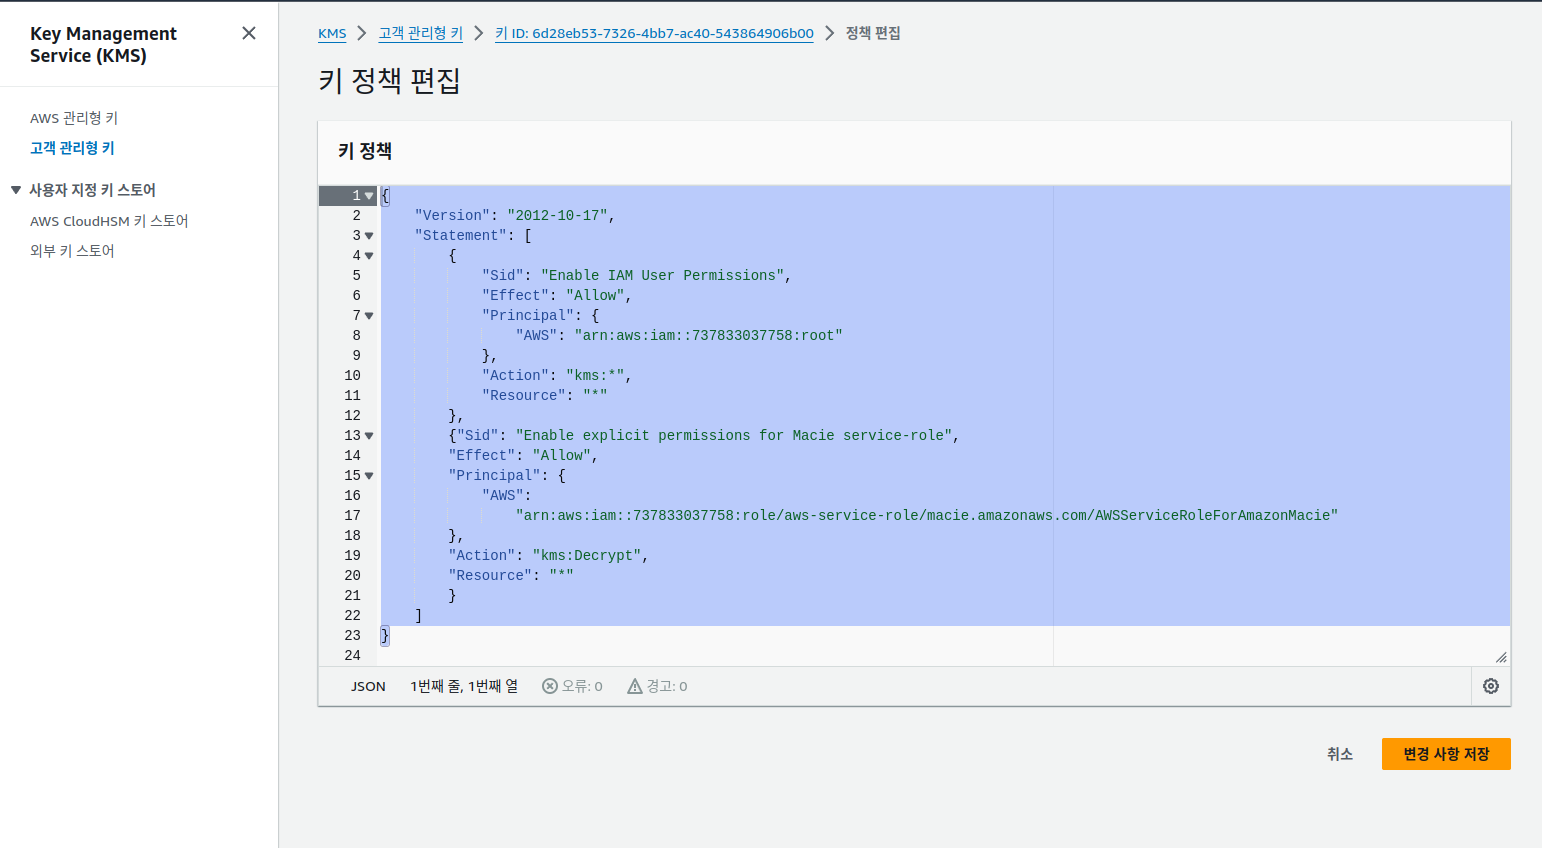 Key Management
Service (KMS)
AWS 관리형 키
고객 관리형 키
사용자 지정 키 스토어
AWS CloudHSM 키 스토어
외부 키 스토어
KMS > 고객 관리형 키 > 키 ID: 6d28eb53-7326-4bb7-ac40-543864906b00 > 정책 편집
키 정책 편집
키 정책
1 {
2 "Version": "2012-10-17",
3 "Statement": [
4 {
5 "Sid": "Enable IAM User Permissions",
6 "Effect": "Allow",
7 "Principal": {
8 "AWS": "arn:aws:iam::737833037758:root"
9 },
10 "Action": "kms:*",
11 "Resource": "*"
12 },
13 {"Sid": "Enable explicit permissions for Macie service-role",
14 "Effect": "Allow",
15 "Principal": {
16 "AWS":
17 "arn:aws:iam::737833037758:role/aws-service-role/macie.amazonaws.com/AWSServiceRoleForAmazonMacie"
18 },
19 "Action": "kms:Decrypt",
20 "Resource": "*"
21 }
22 ]
23 }
24
JSON 1번째 줄, 1번째 열 오류: 0 경고: 0
취소 변경 사항 저장